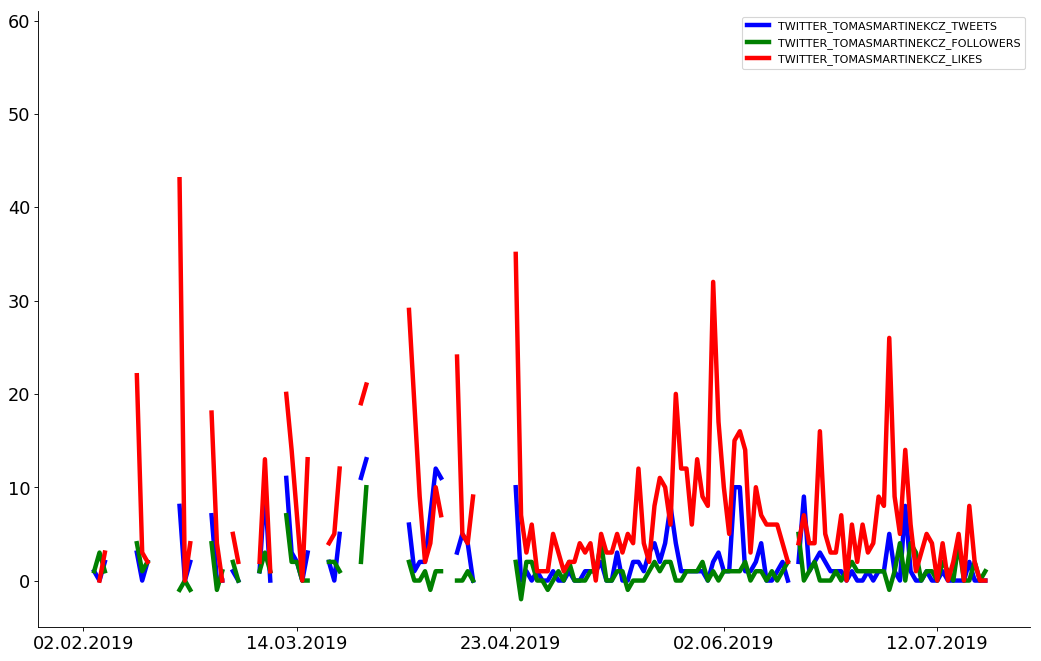 60
50
40
30
20
10
0
02.02.2019 14.03.2019 23.04.2019 02.06.2019 12.07.2019
TWITTER_TOMASMARTINEKCZ_TWEETS
TWITTER_TOMASMARTINEKCZ_FOLLOWERS
TWITTER_TOMASMARTINEKCZ_LIKES